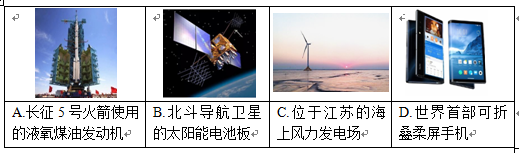 A.长征5号火箭使用
的液氧煤油发动机
B.北斗导航卫星
的太阳能电池板
C.位于江苏的海
上风力发电场
D.世界首部可折
叠柔屏手机